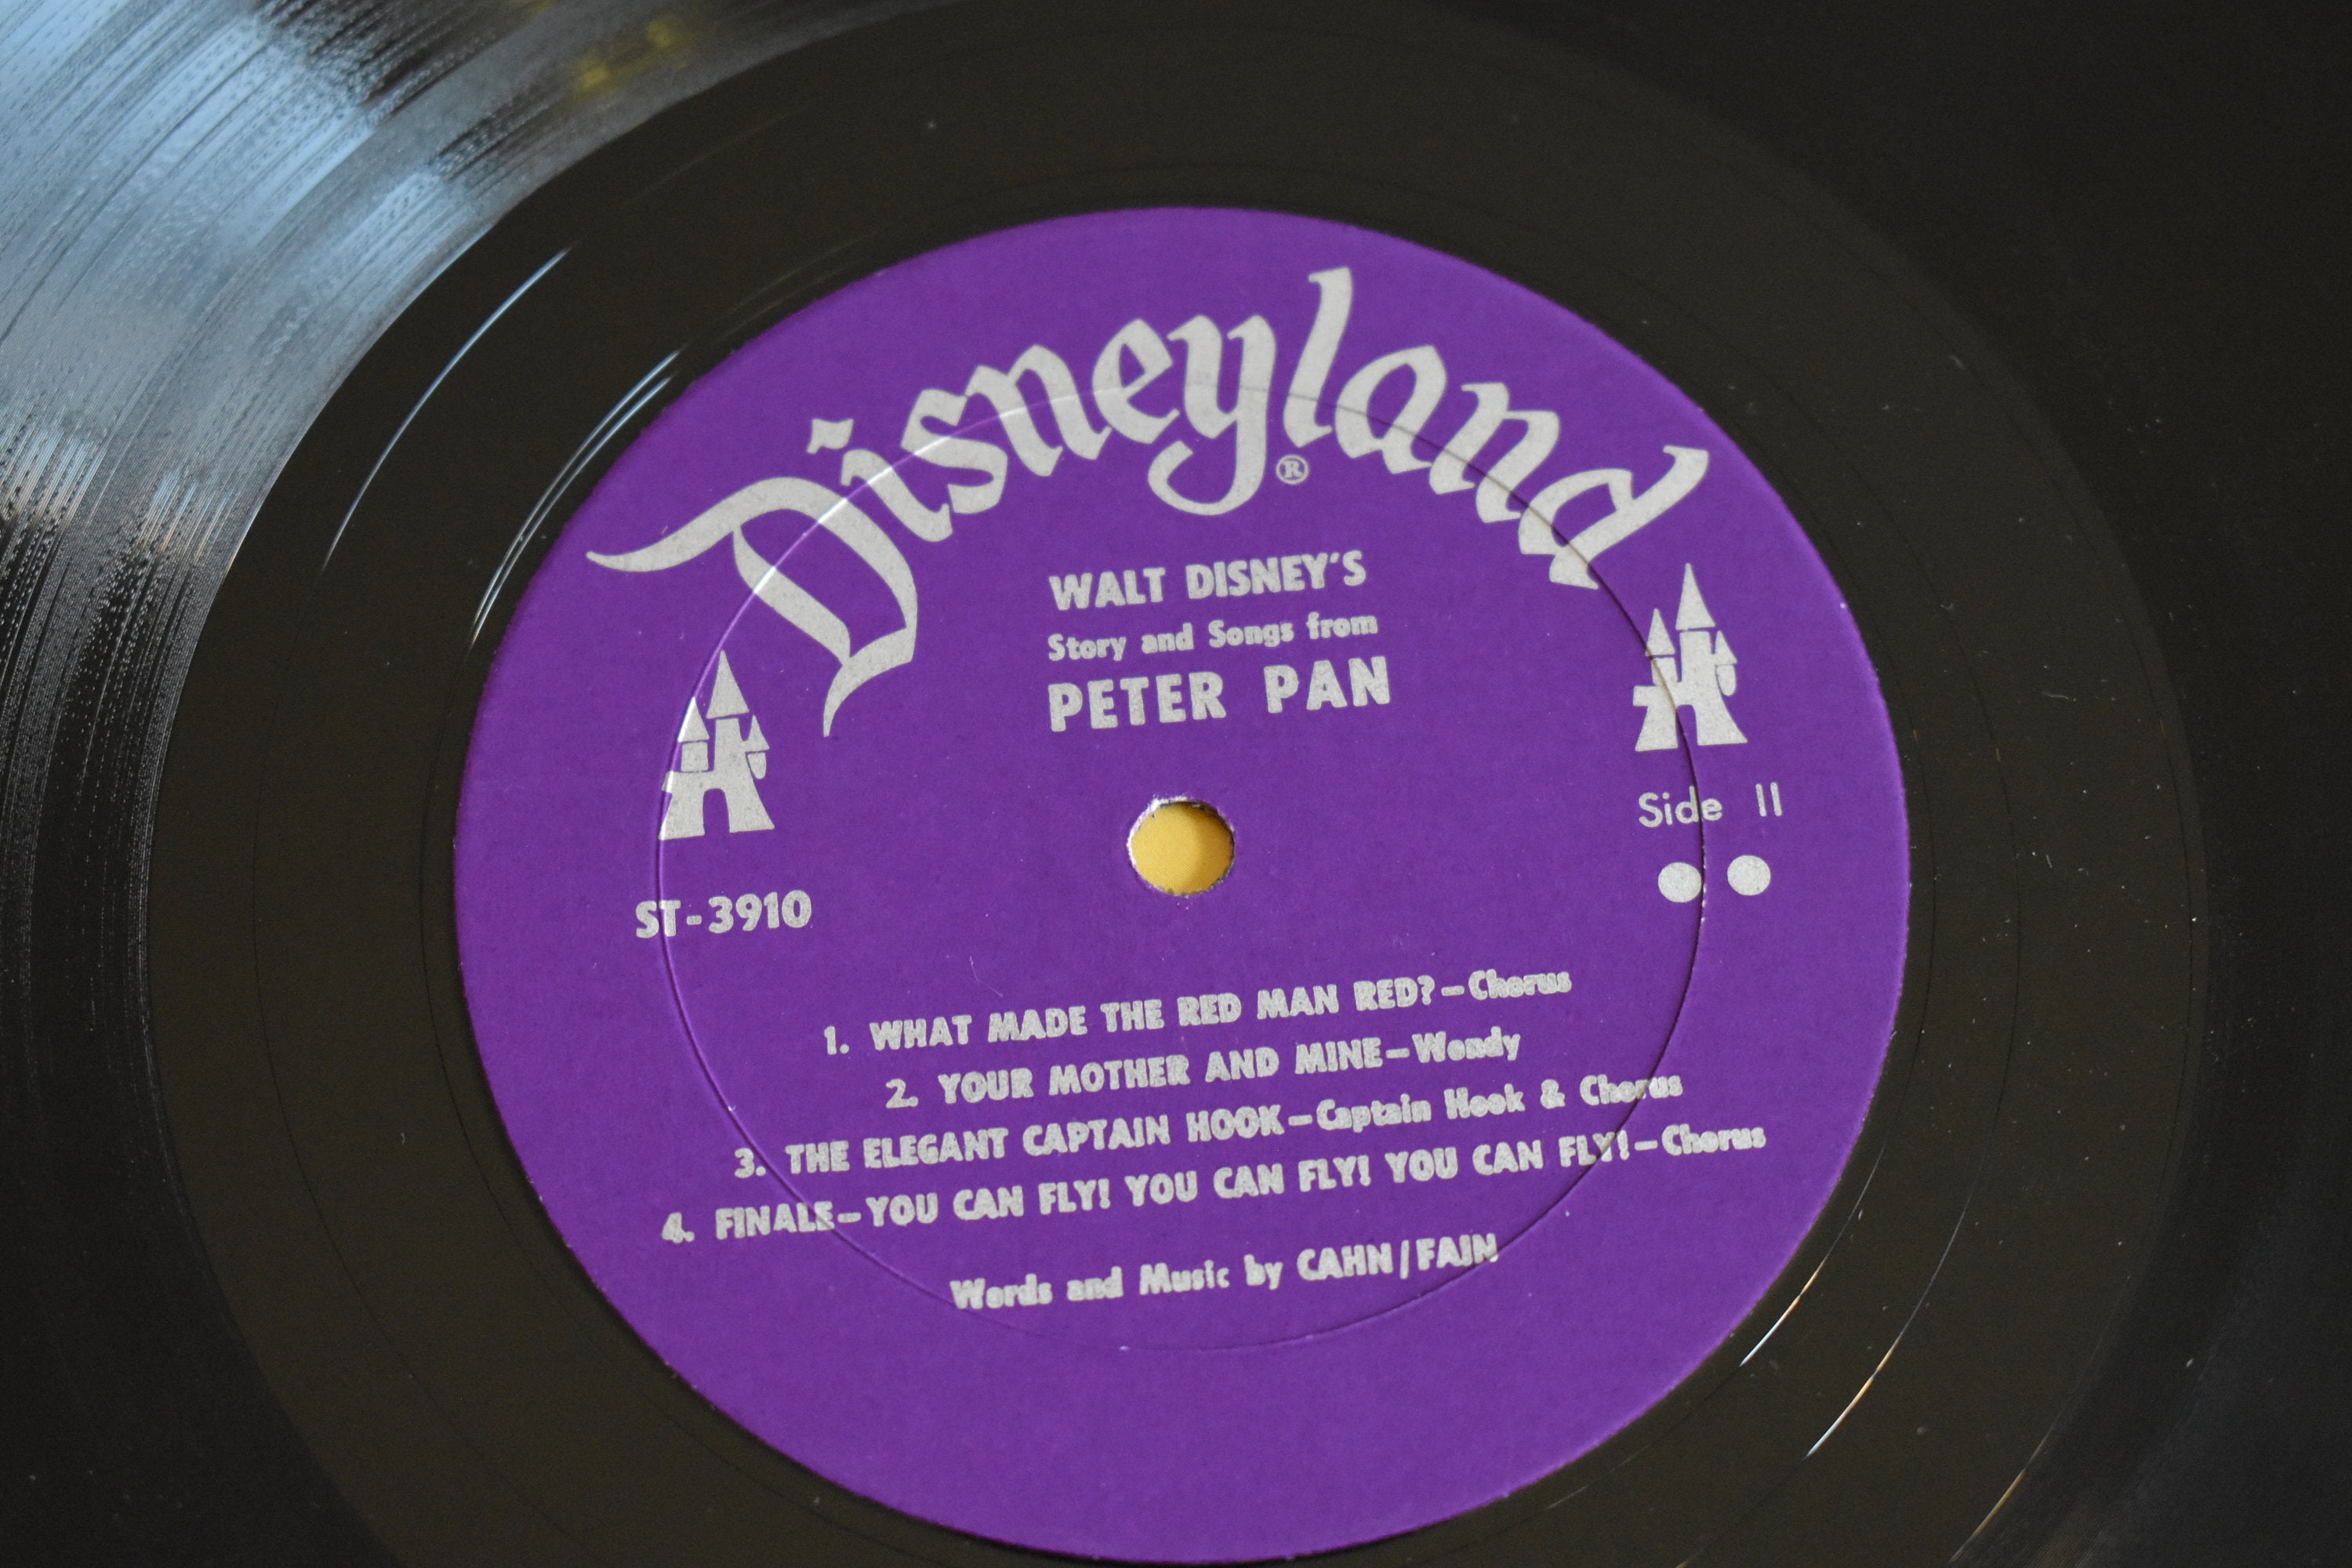 Disneyland
®
WALT DISNEY'S
Story and Songs from
PETER PAN
Side II
ST-3910
1. WHAT MADE THE RED MAN RED?—Chorus
2. YOUR MOTHER AND MINE—Wendy
3. THE ELEGANT CAPTAIN HOOK—Captain Hook & Chorus
4. FINALE—YOU CAN FLY! YOU CAN FLY! YOU CAN FLY!—Chorus
Words and Music by CAHN/FAIN